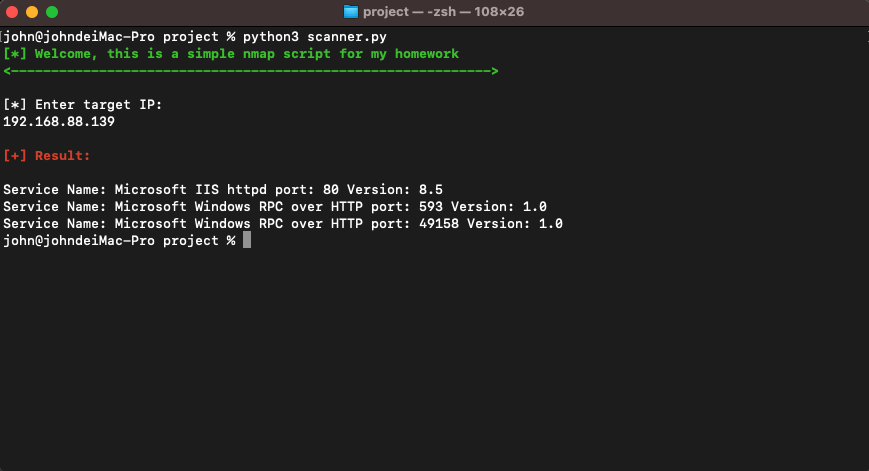 project — -zsh — 108×26
[john@johndeiMac-Pro project % python3 scanner.py
[*] Welcome, this is a simple nmap script for my homework
<------------------------------------------------------------>
[*] Enter target IP:
192.168.88.139
[+] Result:
Service Name: Microsoft IIS httpd port: 80 Version: 8.5
Service Name: Microsoft Windows RPC over HTTP port: 593 Version: 1.0
Service Name: Microsoft Windows RPC over HTTP port: 49158 Version: 1.0
john@johndeiMac-Pro project %